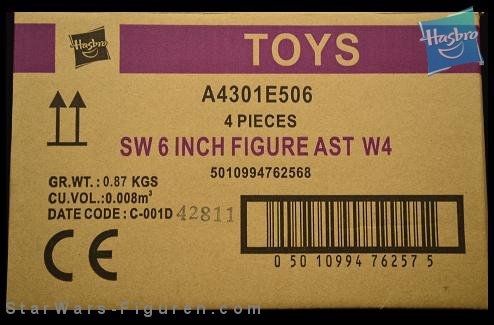 Hasbro
TOYS
Hasbro
A4301E506
4 PIECES
SW 6 INCH FIGURE AST W4
5010994762568
GR.WT.: 0.87 KGS
CU.VOL.: 0.008m³
DATE CODE : C-001D 42811
CE
0 50 10994 76257 5
StarWars-Figuren.com